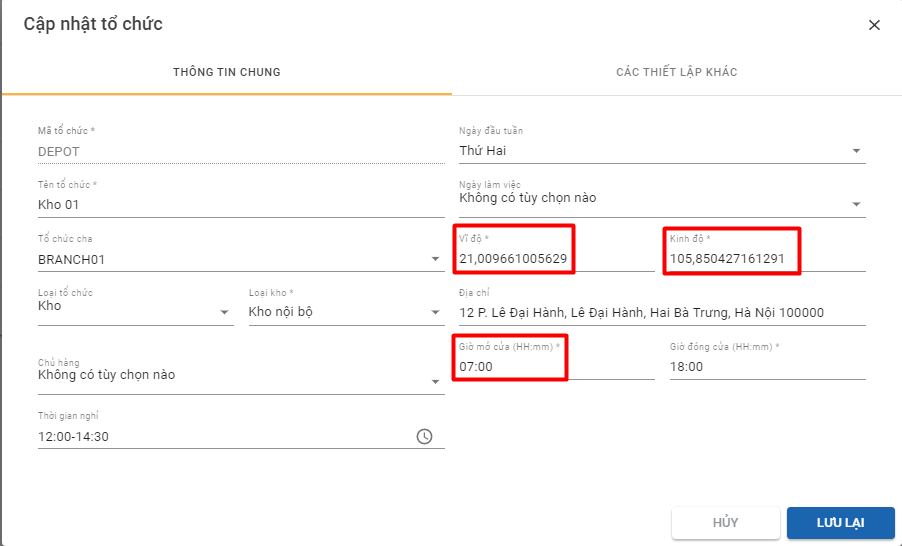 Cập nhật tổ chức
THÔNG TIN CHUNG
CÁC THIẾT LẬP KHÁC
Mã tổ chức *
DEPOT
Ngày đầu tuần
Thứ Hai
Tên tổ chức *
Kho 01
Ngày làm việc
Không có tùy chọn nào
Tổ chức cha
BRANCH01
Vĩ độ *
21,009661005629
Kinh độ *
105,850427161291
Loại tổ chức
Kho
Loại kho *
Kho nội bộ
Địa chỉ
12 P. Lê Đại Hành, Lê Đại Hành, Hai Bà Trưng, Hà Nội 100000
Chủ hàng
Không có tùy chọn nào
Giờ mở cửa (HH:mm) *
07:00
Giờ đóng cửa (HH:mm) *
18:00
Thời gian nghỉ
12:00-14:30
HỦY
LƯU LẠI